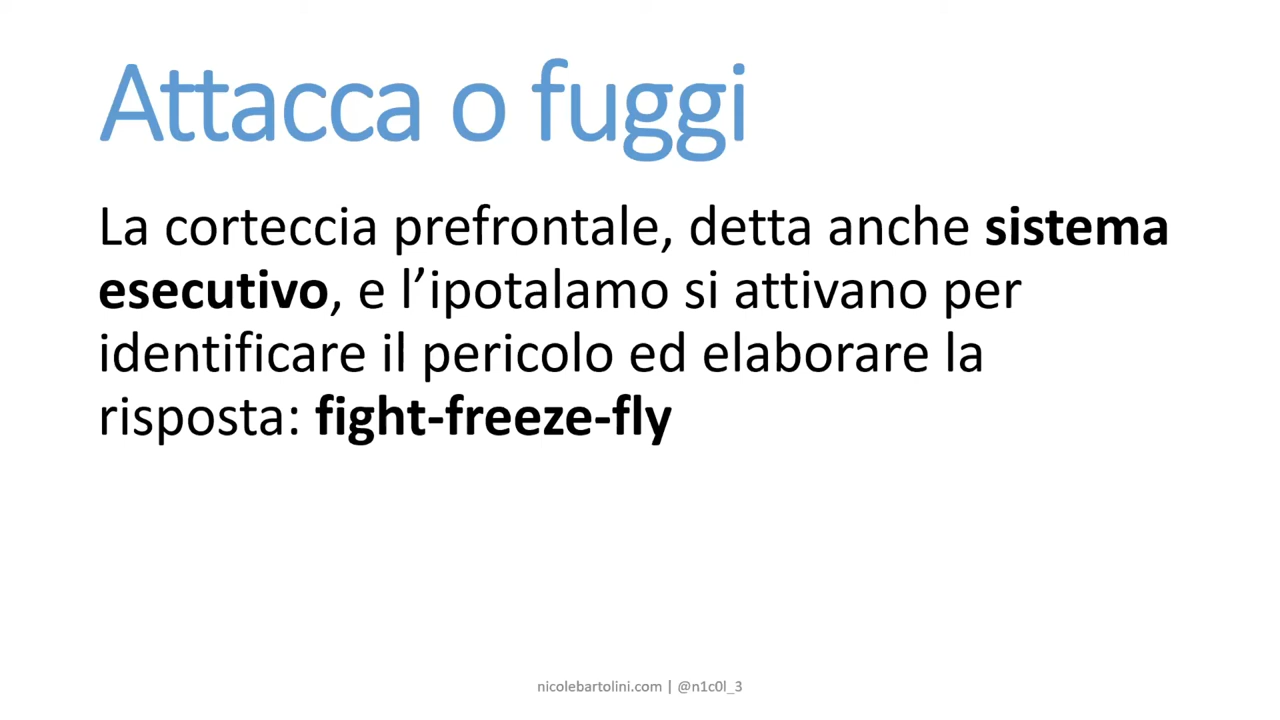 Attacca o fuggi
La corteccia prefrontale, detta anche sistema
esecutivo, e l’ipotalamo si attivano per
identificare il pericolo ed elaborare la
risposta: fight-freeze-fly
nicolebartolini.com | @n1c0l_3